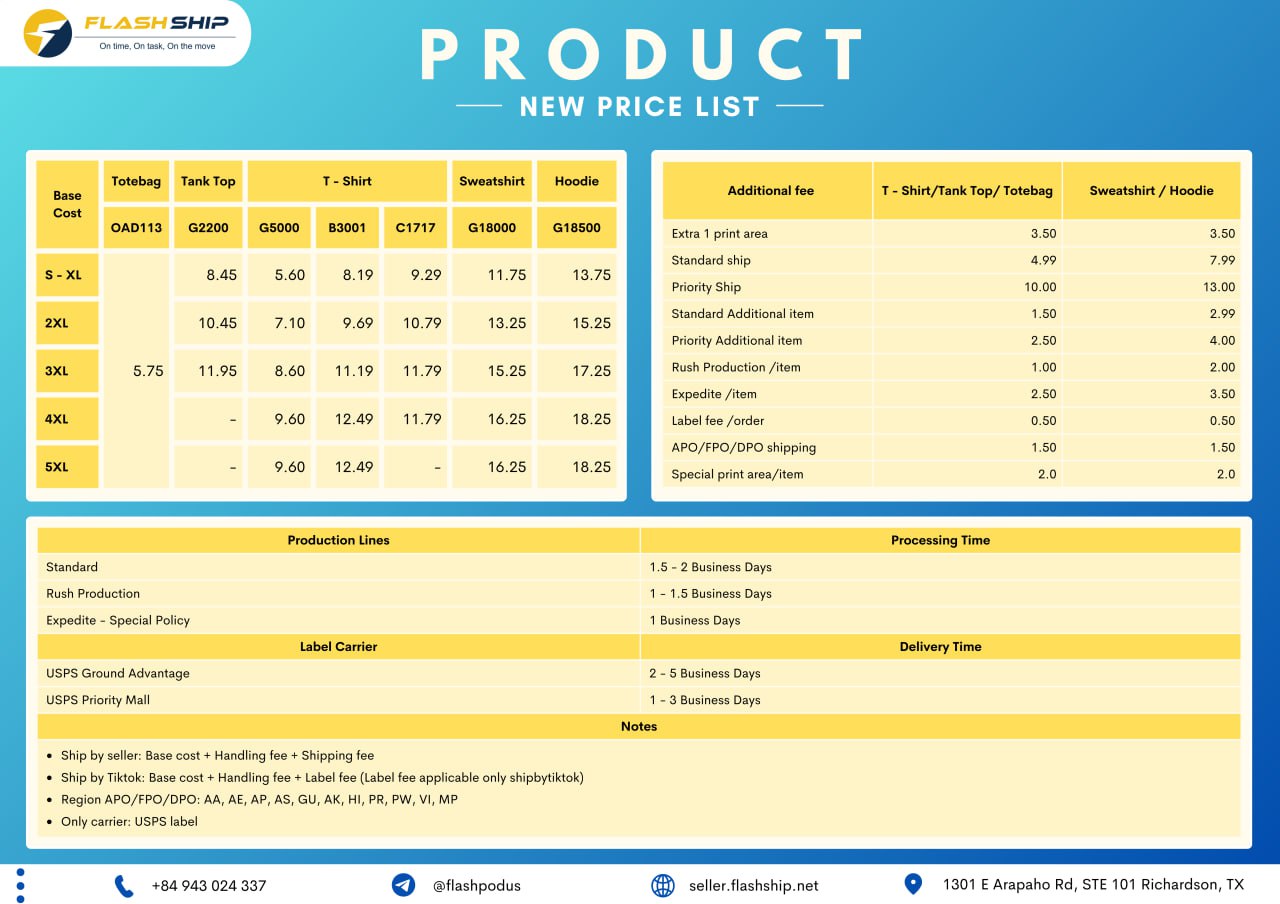 FLASHSHIP
On time, On task, On the move
PRODUCT
NEW PRICE LIST
Base Cost Totebag Tank Top T - Shirt Sweatshirt Hoodie
OAD113 G2200 G5000 B3001 C1717 G18000 G18500
S - XL 8.45 5.60 8.19 9.29 11.75 13.75
2XL 10.45 7.10 9.69 10.79 13.25 15.25
3XL 5.75 11.95 8.60 11.19 11.79 15.25 17.25
4XL - 9.60 12.49 11.79 16.25 18.25
5XL - 9.60 12.49 - 16.25 18.25
Additional fee T - Shirt/Tank Top/ Totebag Sweatshirt / Hoodie
Extra 1 print area 3.50 3.50
Standard ship 4.99 7.99
Priority Ship 10.00 13.00
Standard Additional item 1.50 2.99
Priority Additional item 2.50 4.00
Rush Production /item 1.00 2.00
Expedite /item 2.50 3.50
Label fee /order 0.50 0.50
APO/FPO/DPO shipping 1.50 1.50
Special print area/item 2.0 2.0
Production Lines Processing Time
Standard 1.5 - 2 Business Days
Rush Production 1 - 1.5 Business Days
Expedite - Special Policy 1 Business Days
Label Carrier Delivery Time
USPS Ground Advantage 2 - 5 Business Days
USPS Priority Mall 1 - 3 Business Days
Notes
• Ship by seller: Base cost + Handling fee + Shipping fee
• Ship by Tiktok: Base cost + Handling fee + Label fee (Label fee applicable only shipbytiktok)
• Region APO/FPO/DPO: AA, AE, AP, AS, GU, AK, HI, PR, PW, VI, MP
• Only carrier: USPS label
+84 943 024 337 @flashpodus seller.flashship.net 1301 E Arapaho Rd, STE 101 Richardson, TX